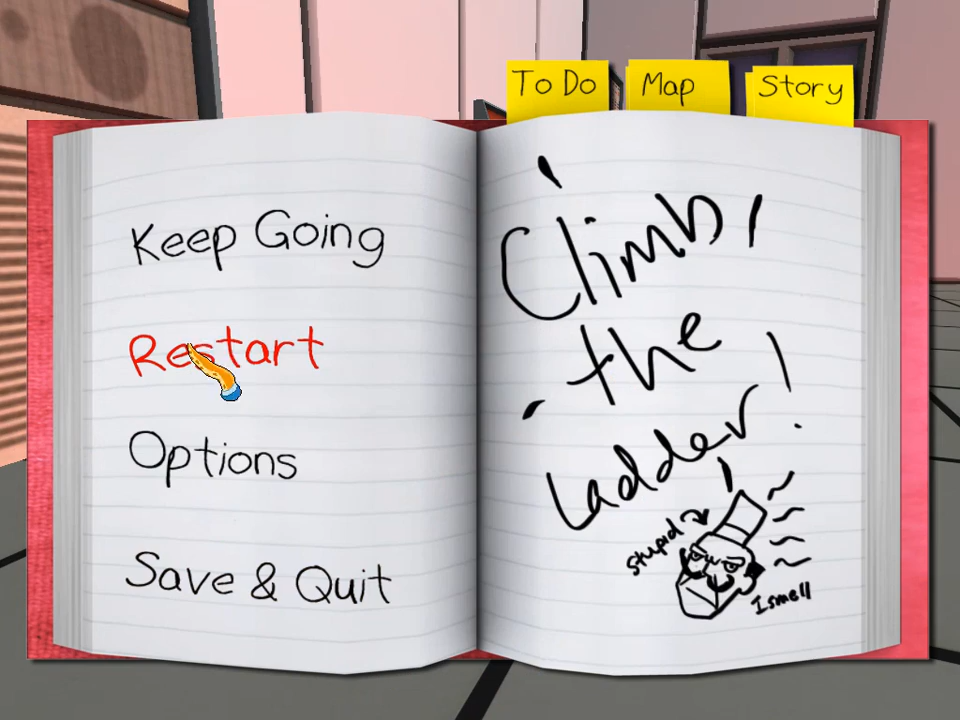 To Do
Map
Story
Keep Going
Restart
Options
Save & Quit
Climb,
the
Ladder!
Stupid
I smell